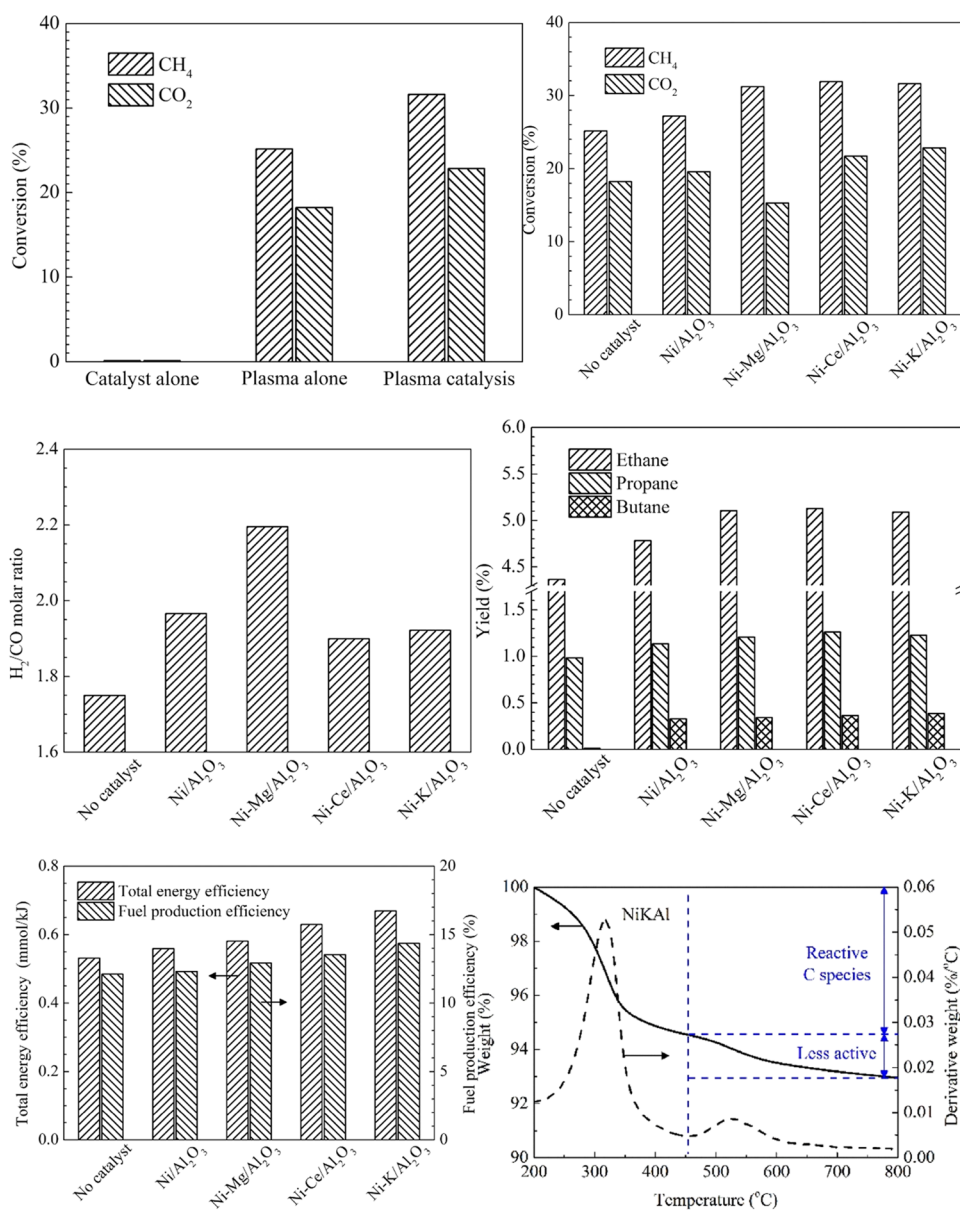 CH4
CO2
Conversion (%)
40
30
20
10
0
Catalyst alone
Plasma alone
Plasma catalysis
CH4
CO2
Conversion (%)
40
30
20
10
0
No catalyst
Ni/Al2O3
Ni-Mg/Al2O3
Ni-Ce/Al2O3
Ni-K/Al2O3
H2/CO molar ratio
2.4
2.2
2.0
1.8
1.6
No catalyst
Ni/Al2O3
Ni-Mg/Al2O3
Ni-Ce/Al2O3
Ni-K/Al2O3
Ethane
Propane
Butane
Yield (%)
6.0
5.5
5.0
4.5
1.5
1.0
0.5
0.0
No catalyst
Ni/Al2O3
Ni-Mg/Al2O3
Ni-Ce/Al2O3
Ni-K/Al2O3
Total energy efficiency
Fuel production efficiency
Total energy efficiency (mmol/kJ)
0.8
0.6
0.4
0.2
0.0
20
15
10
5
0
Fuel production efficiency (%)
No catalyst
Ni/Al2O3
Ni-Mg/Al2O3
Ni-Ce/Al2O3
Ni-K/Al2O3
Weight (%)
100
98
96
94
92
90
NiKAl
Reactive
C species
Less active
0.06
0.05
0.04
0.03
0.02
0.01
0.00
Derivative weight (%/°C)
200
300
400
500
600
700
800
Temperature (°C)